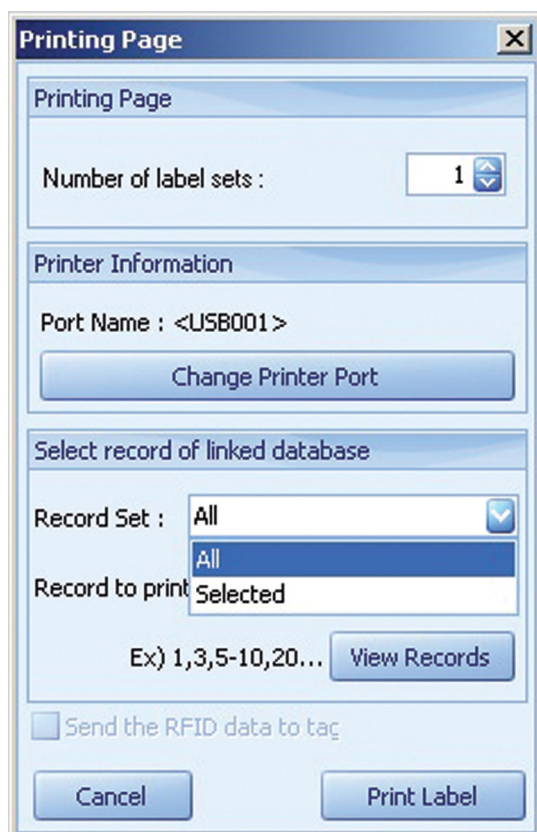 Printing Page
Printing Page
Number of label sets : 1
Printer Information
Port Name : <USB001>
Change Printer Port
Select record of linked database
Record Set : All
All
Record to print
Selected
Ex) 1,3,5-10,20... View Records
Send the RFID data to tag
Cancel Print Label